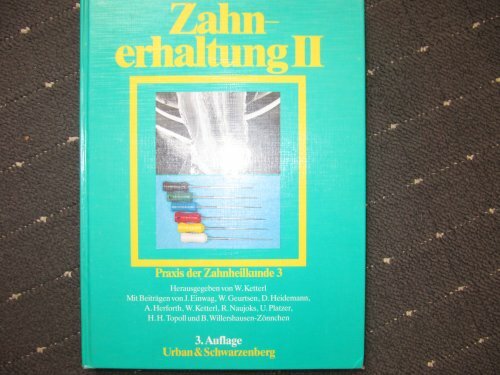 Zahn-
erhaltung II
Praxis der Zahnheilkunde 3
Herausgegeben von W. Ketterl
Mit Beiträgen von J. Einwag, W. Geurtsen, D. Heidemann,
A. Herforth, W. Ketterl, R. Naujoks, U. Platzer,
H. H. Topoll und B. Willershausen-Zönnchen
3. Auflage
Urban & Schwarzenberg